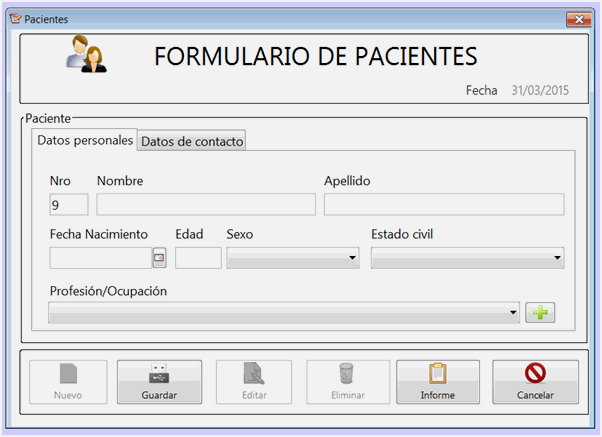 Pacientes
FORMULARIO DE PACIENTES
Fecha 31/03/2015
Paciente
Datos personales Datos de contacto
Nro Nombre Apellido
9
Fecha Nacimiento Edad Sexo Estado civil
Profesión/Ocupación
Nuevo Guardar Editar Eliminar Informe Cancelar